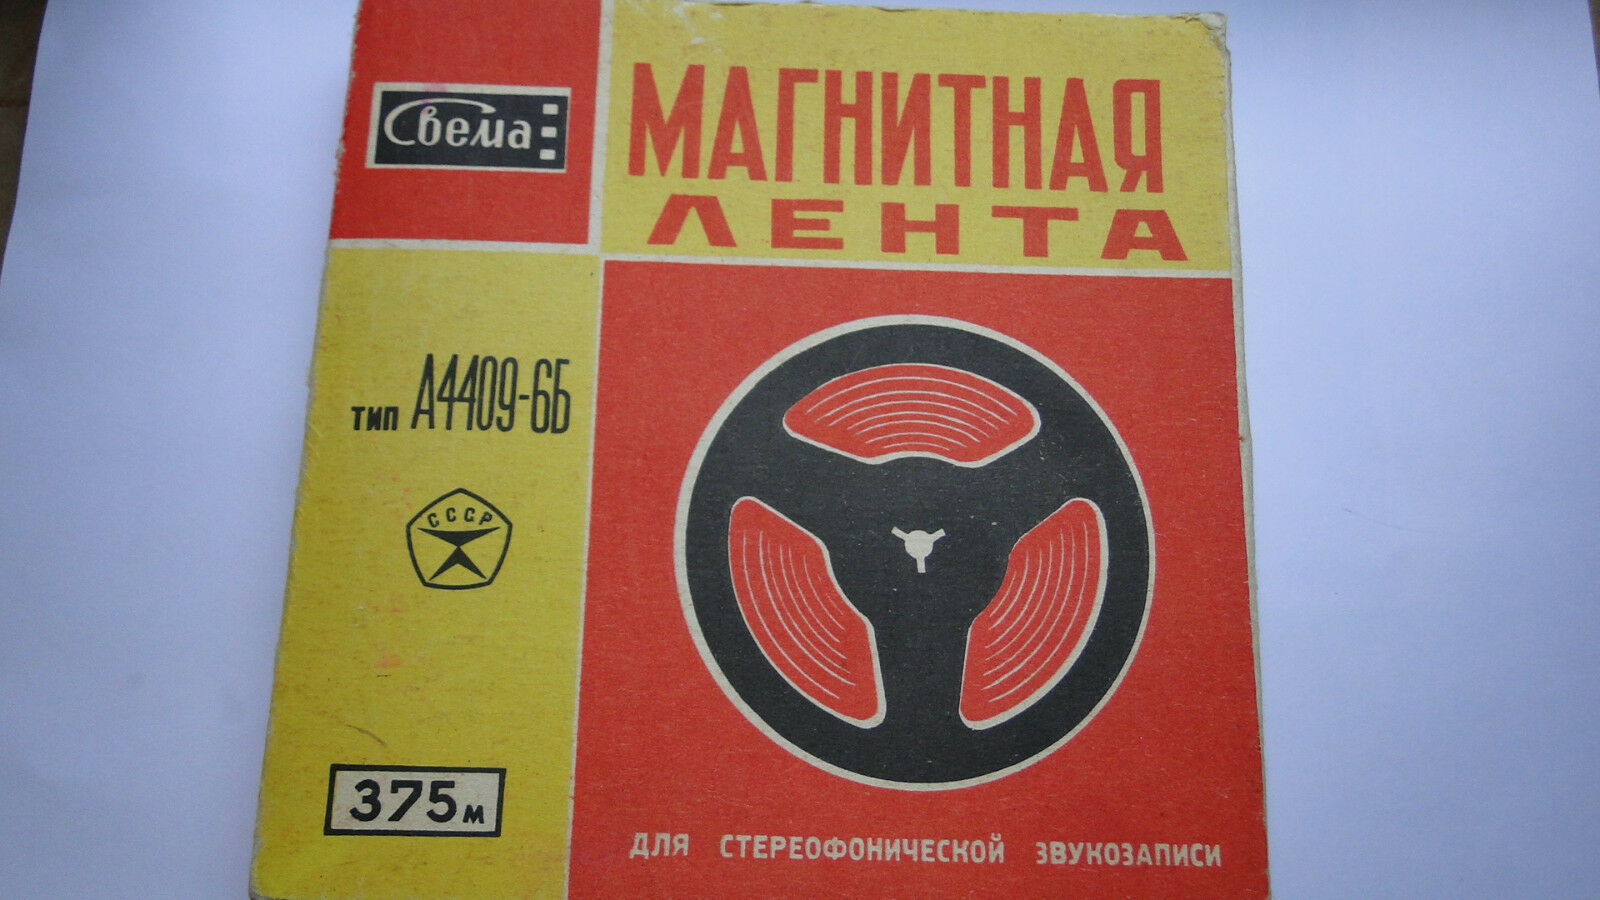 Свема
МАГНИТНАЯ
ЛЕНТА
тип А4409-6Б
СССР
375м
ДЛЯ СТЕРЕОФОНИЧЕСКОЙ ЗВУКОЗАПИСИ